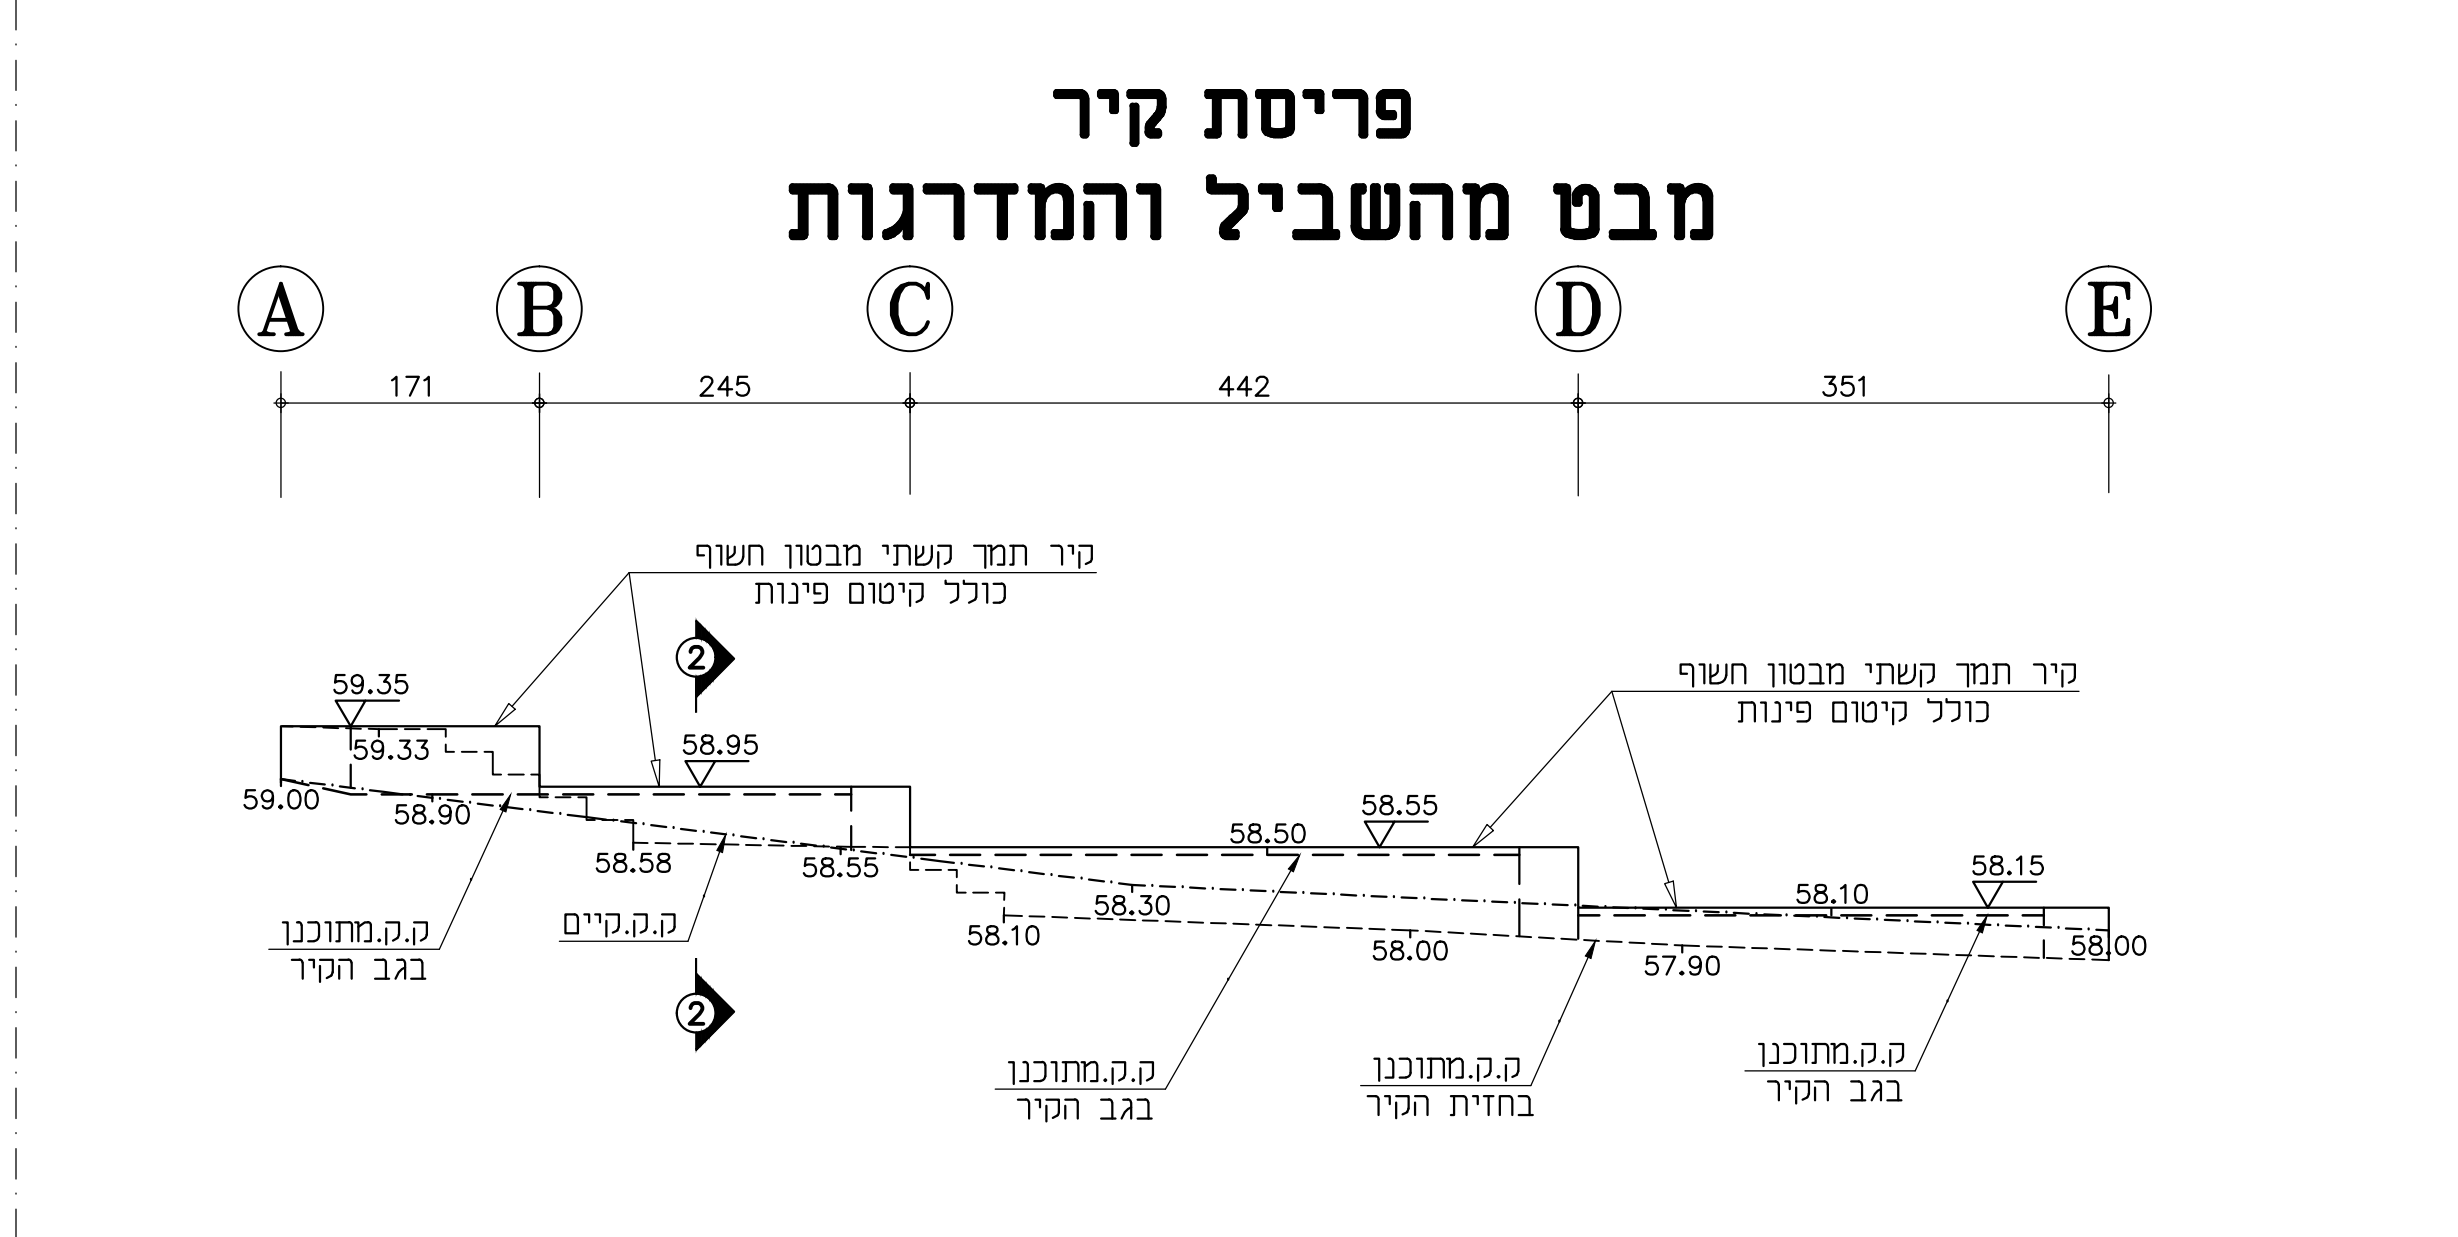 פריסת קיר
מבט מהשביל והמדרגות
A B C D E
171 245 442 351
קיר תמך קשתי מבטון חשוף
כולל קיטום פינות
2
קיר תמך קשתי מבטון חשוף
כולל קיטום פינות
59.35
59.33
58.95
59.00
58.90
58.58
58.55
58.50
58.55
58.30
58.10
58.00
58.15
58.10
57.90
58.00
ק.ק.מתוכנן
בגב הקיר
ק.ק.קיים
2
ק.ק.מתוכנן
בגב הקיר
ק.ק.מתוכנן
בחזית הקיר
ק.ק.מתוכנן
בגב הקיר